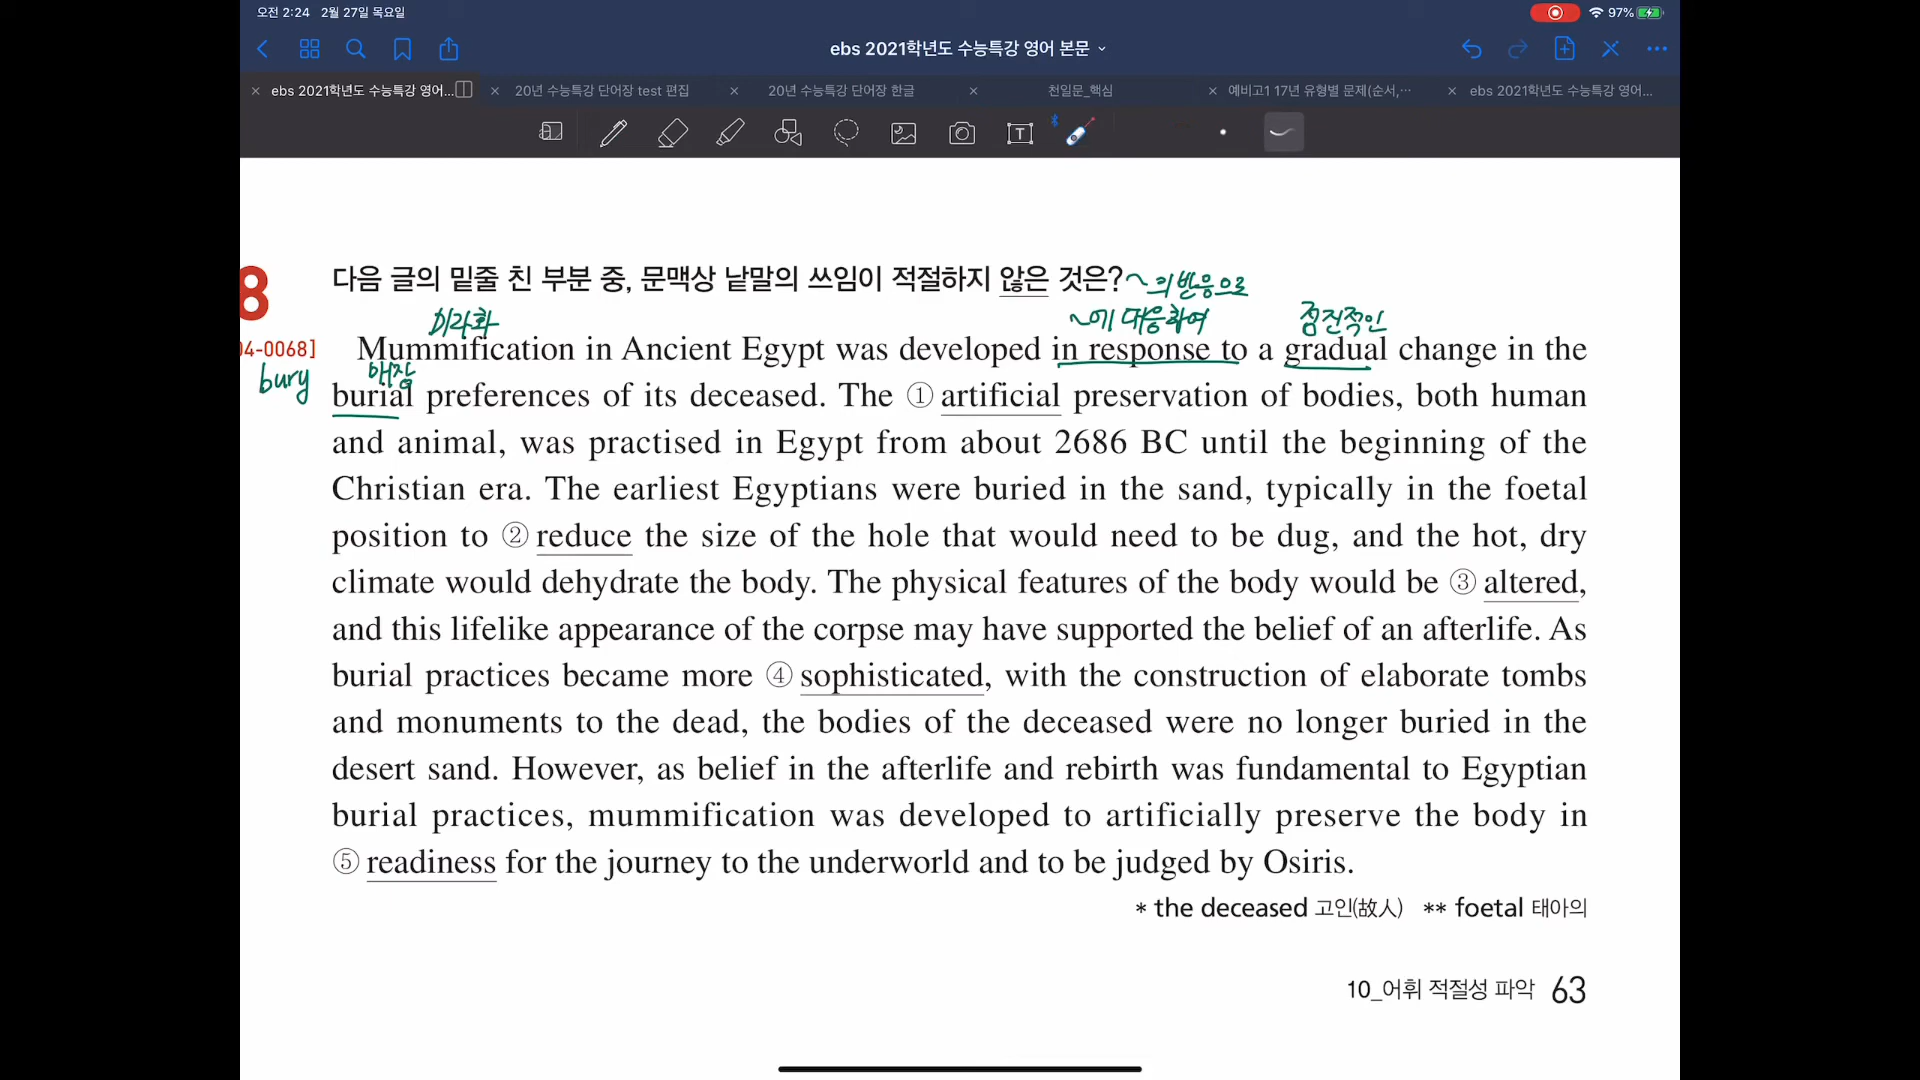 오전 2:24 2월 27일 목요일
97%
ebs 2021학년도 수능특강 영어 본문
ebs 2021학년도 수능특강 영어... 20년 수능특강 단어장 test 편집 20년 수능특강 단어장 한글 천일문_핵심 예비고1 17년 유형별 문제(순서,... ebs 2021학년도 수능특강 영어...
T
8 다음 글의 밑줄 친 부분 중, 문맥상 낱말의 쓰임이 적절하지 않은 것은?
~의 반응으로
미라화 ~에 대응하여 점진적인
04-0068] Mummification in Ancient Egypt was developed in response to a gradual change in the
bury 매장
burial preferences of its deceased. The ① artificial preservation of bodies, both human
and animal, was practised in Egypt from about 2686 BC until the beginning of the
Christian era. The earliest Egyptians were buried in the sand, typically in the foetal
position to ② reduce the size of the hole that would need to be dug, and the hot, dry
climate would dehydrate the body. The physical features of the body would be ③ altered,
and this lifelike appearance of the corpse may have supported the belief of an afterlife. As
burial practices became more ④ sophisticated, with the construction of elaborate tombs
and monuments to the dead, the bodies of the deceased were no longer buried in the
desert sand. However, as belief in the afterlife and rebirth was fundamental to Egyptian
burial practices, mummification was developed to artificially preserve the body in
⑤ readiness for the journey to the underworld and to be judged by Osiris.
* the deceased 고인(故人) ** foetal 태아의
10_어휘 적절성 파악 63